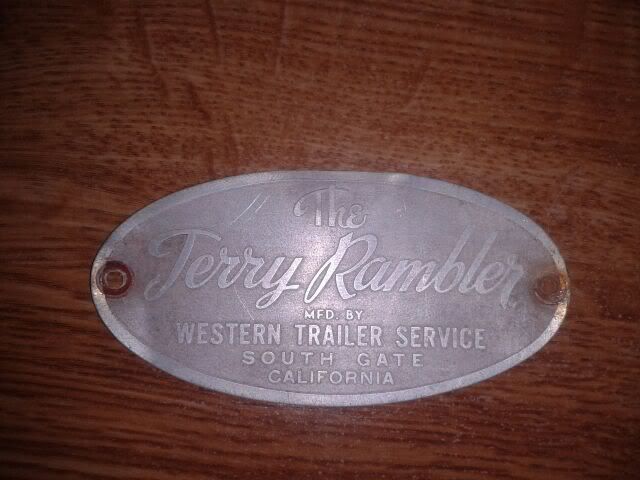 The
Terry Rambler
MFD. BY
WESTERN TRAILER SERVICE
SOUTH GATE
CALIFORNIA